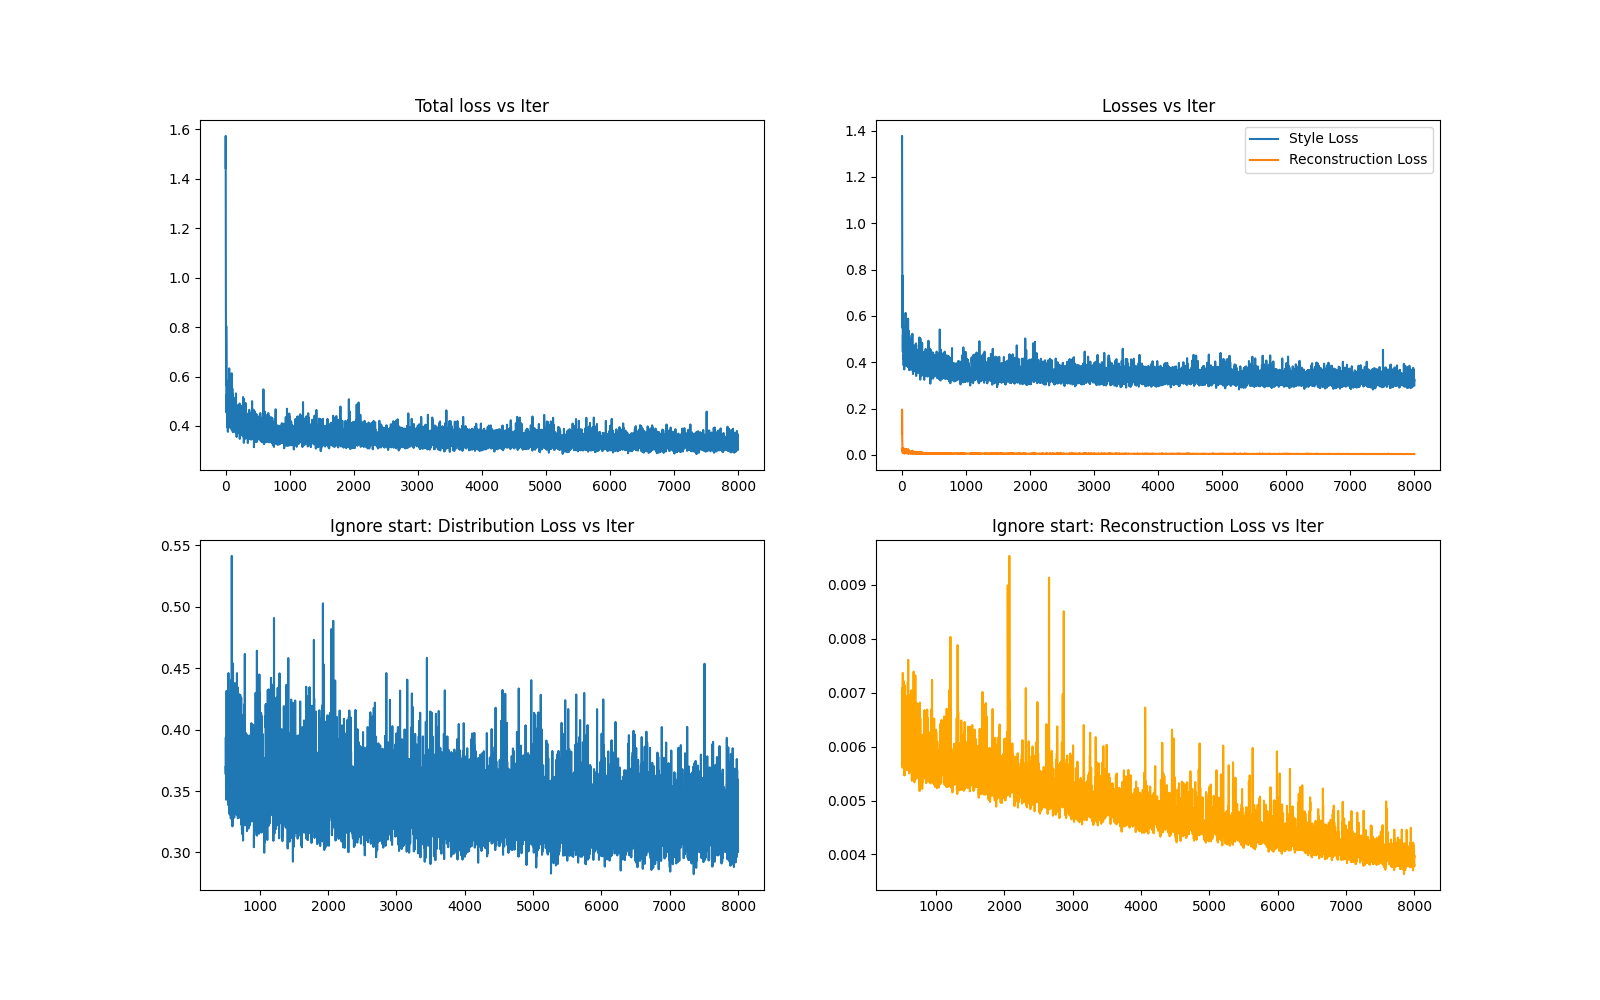 Total loss vs Iter
1.6
1.4
1.2
1.0
0.8
0.6
0.4
0 1000 2000 3000 4000 5000 6000 7000 8000
Losses vs Iter
Style Loss
Reconstruction Loss
1.4
1.2
1.0
0.8
0.6
0.4
0.2
0.0
0 1000 2000 3000 4000 5000 6000 7000 8000
Ignore start: Distribution Loss vs Iter
0.55
0.50
0.45
0.40
0.35
0.30
1000 2000 3000 4000 5000 6000 7000 8000
Ignore start: Reconstruction Loss vs Iter
0.009
0.008
0.007
0.006
0.005
0.004
1000 2000 3000 4000 5000 6000 7000 8000